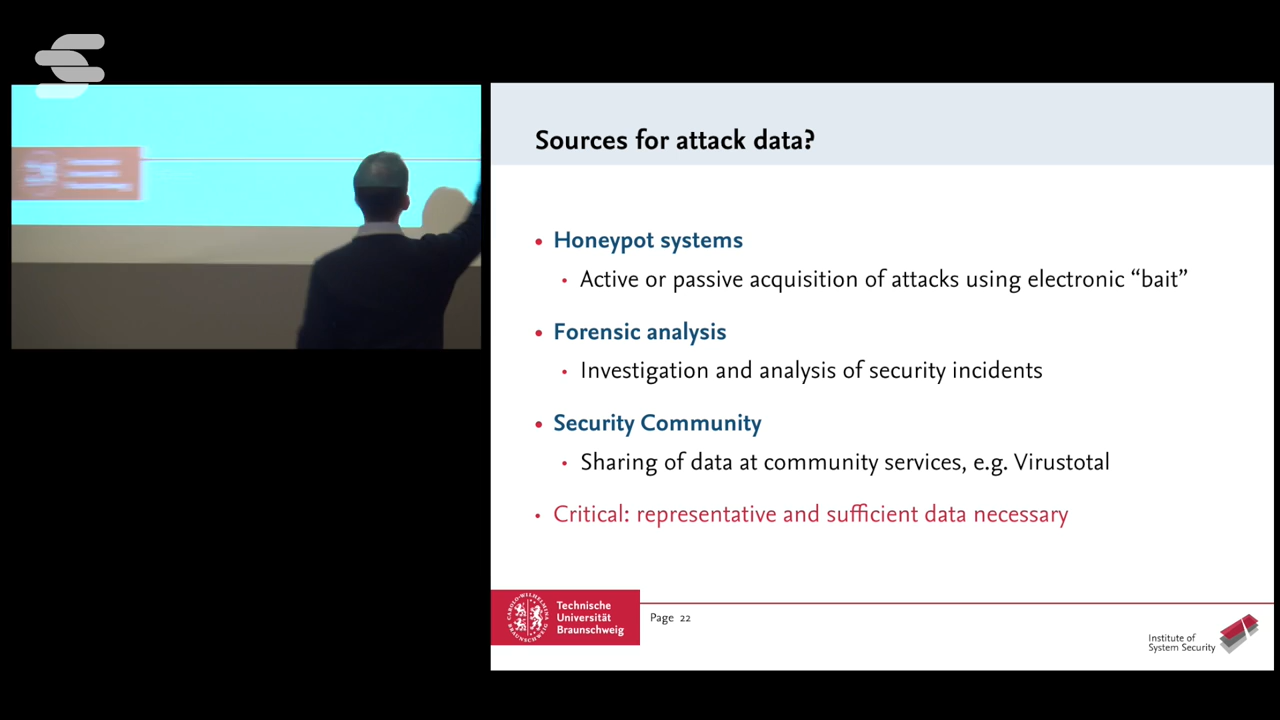 Sources for attack data?
• Honeypot systems
• Active or passive acquisition of attacks using electronic “bait”
• Forensic analysis
• Investigation and analysis of security incidents
• Security Community
• Sharing of data at community services, e.g. Virustotal
• Critical: representative and sufficient data necessary
Technische
Universität
Braunschweig
Page 22
Institute of
System Security